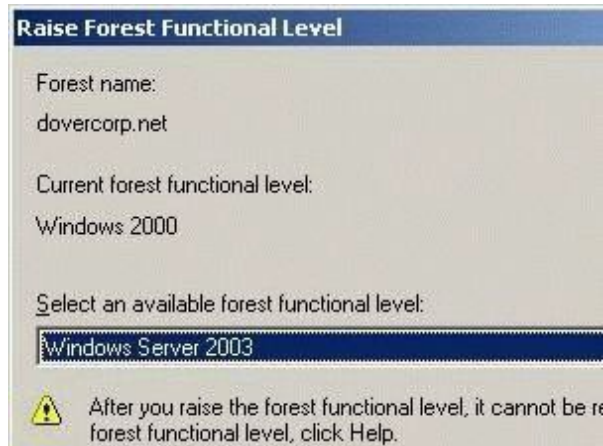 Raise Forest Functional Level
Forest name:
dovercorp.net
Current forest functional level:
Windows 2000
Select an available forest functional level:
Windows Server 2003
After you raise the forest functional level, it cannot be
forest functional level, click Help.